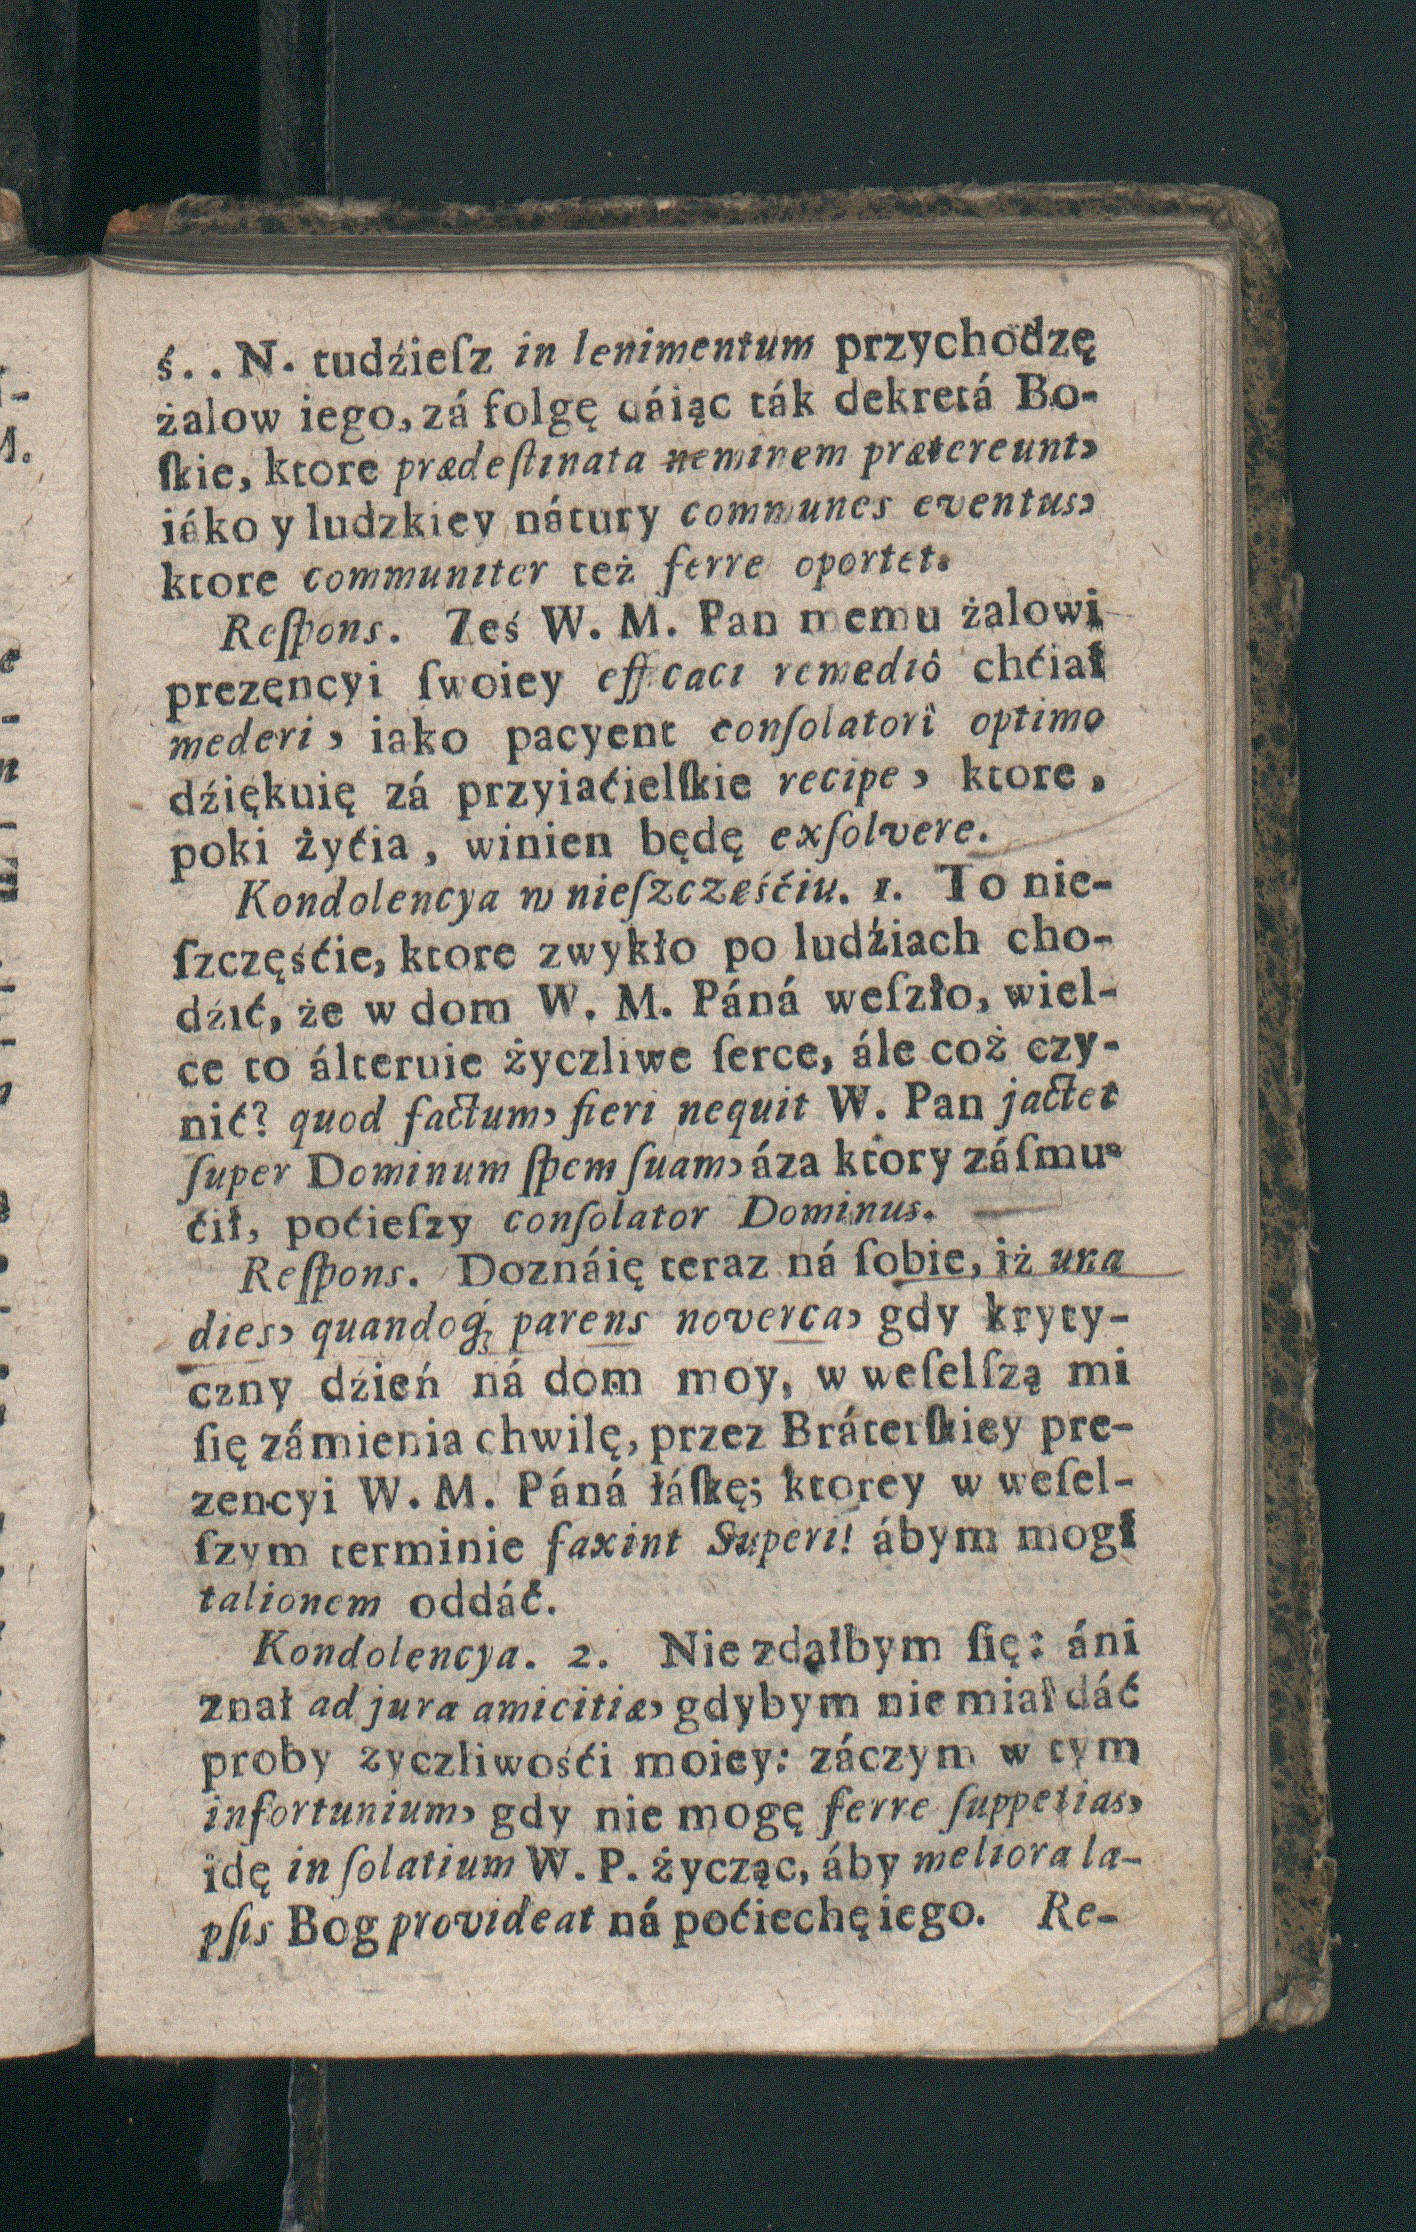 ś. . N. tudźieſz in lenimentum przychodzę
żalow iego, zá folgę dáiąc ták dekretá Bo-
ſkie, ktore prædeſtinata neminem prætereunt,
iáko y ludzkiey nátury communes eventus,
ktore communiter też ferre oportet.
Reſpons. Żeś W. M. Pan memu żalowi
prezęncyi ſwoiey efficaci remediô chćiał
mederi, iako pacyent conſolatori optimo
dźiękuię zá przyiaćielſkie recipe, ktore,
poki żyćia, winien będę exſolvere.
Kondolencya w nieſzczęśćiu. 1. To nie-
ſzczęśćie, ktore zwykło po ludźiach cho-
dźić, że w dom W. M. Páná weſzło, wiel-
ce to álteruie życzliwe ſerce, ále coż czy-
nić? quod factum, fieri nequit W. Pan jactet
ſuper Dominum ſpem ſuam, áza ktory záſmu-
ćił, poćieſzy conſolator Dominus.
Reſpons. Doznáię teraz ná ſobie, iż una
dies, quandoq́; parens noverca, gdy kryty-
czny dźień ná dom moy, w weſelſzą mi
ſię zámienia chwilę, przez Bráterſkiey pre-
zencyi W. M. Páná łáſkę; ktorey w weſel-
ſzym terminie faxint Superi! ábym mogł
talionem oddáć.
Kondolencya. 2. Nie zdałbym ſię: áni
znał ad jura amicitiæ, gdybym nie miał dáć
proby zyczliwośći moiey: záczym w tym
infortunium, gdy nie mogę ferre ſuppetias,
idę in ſolatium W. P. życząc, áby meliora la-
pſis Bog provideat ná poćiechę iego. Re-